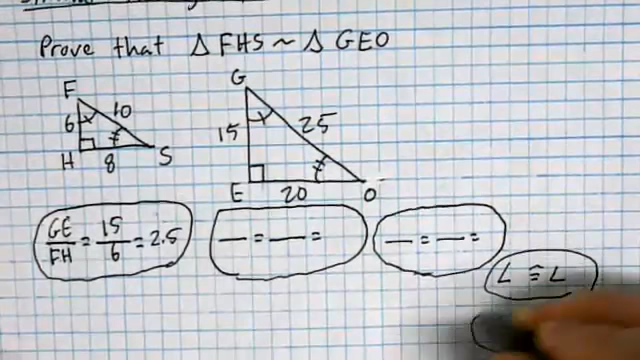 Prove that △ FHS ~ △ GEO
F
6
10
H
8
S
G
15
25
E
20
O
GE/FH = 15/6 = 2.5
— = — =
— = — =
∠ ≅ ∠